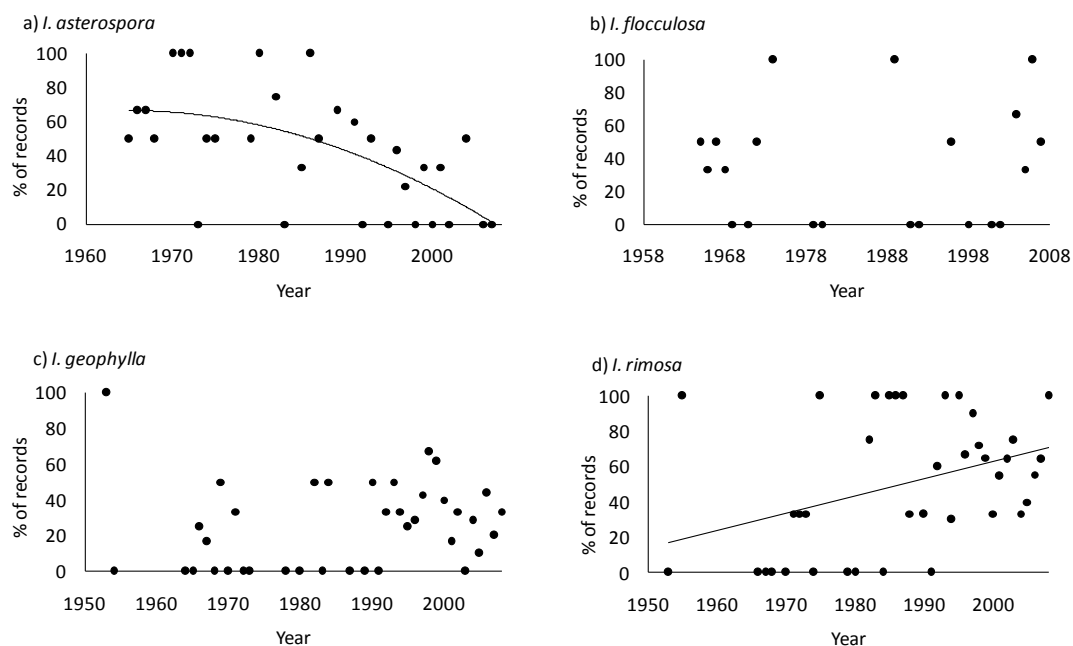 a) I. asterospora
% of records
100
80
60
40
20
0
1960 1970 1980 1990 2000
Year
b) I. flocculosa
% of records
100
80
60
40
20
0
1958 1968 1978 1988 1998 2008
Year
c) I. geophylla
% of records
100
80
60
40
20
0
1950 1960 1970 1980 1990 2000
Year
d) I. rimosa
% of records
100
80
60
40
20
0
1950 1960 1970 1980 1990 2000
Year